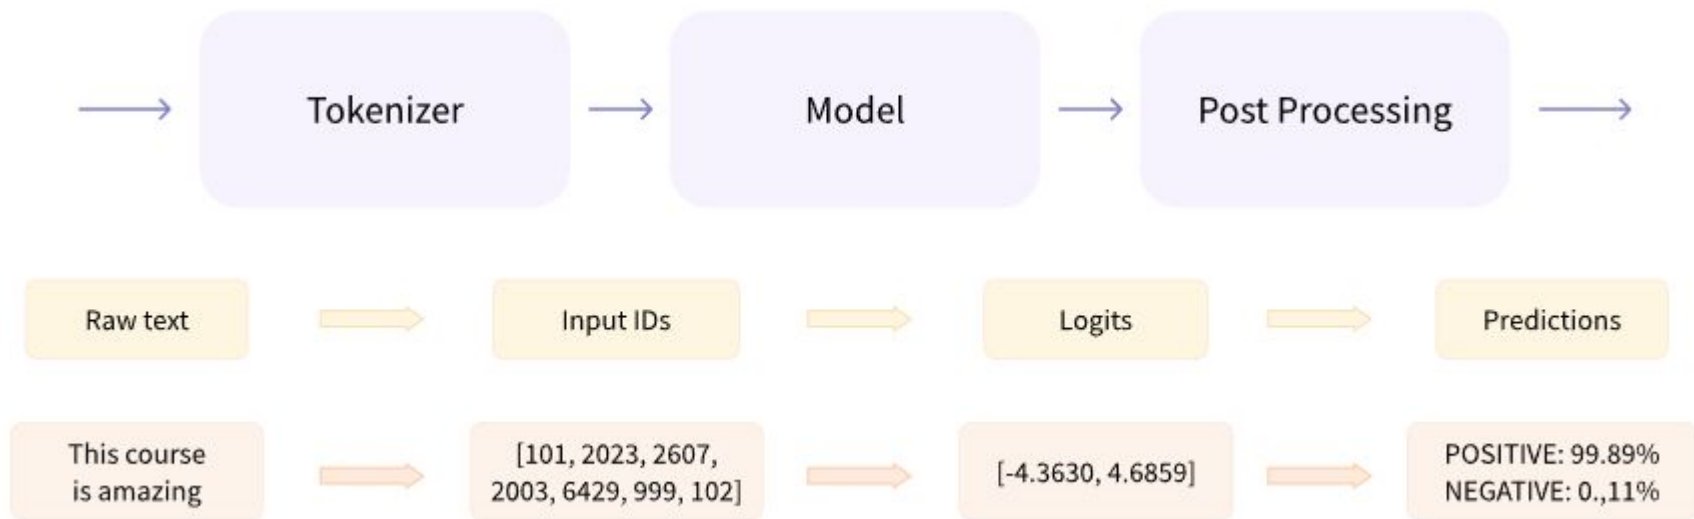 Tokenizer
Model
Post Processing
Raw text
Input IDs
Logits
Predictions
This course
is amazing
[101, 2023, 2607,
2003, 6429, 999, 102]
[-4.3630, 4.6859]
POSITIVE: 99.89%
NEGATIVE: 0.,11%